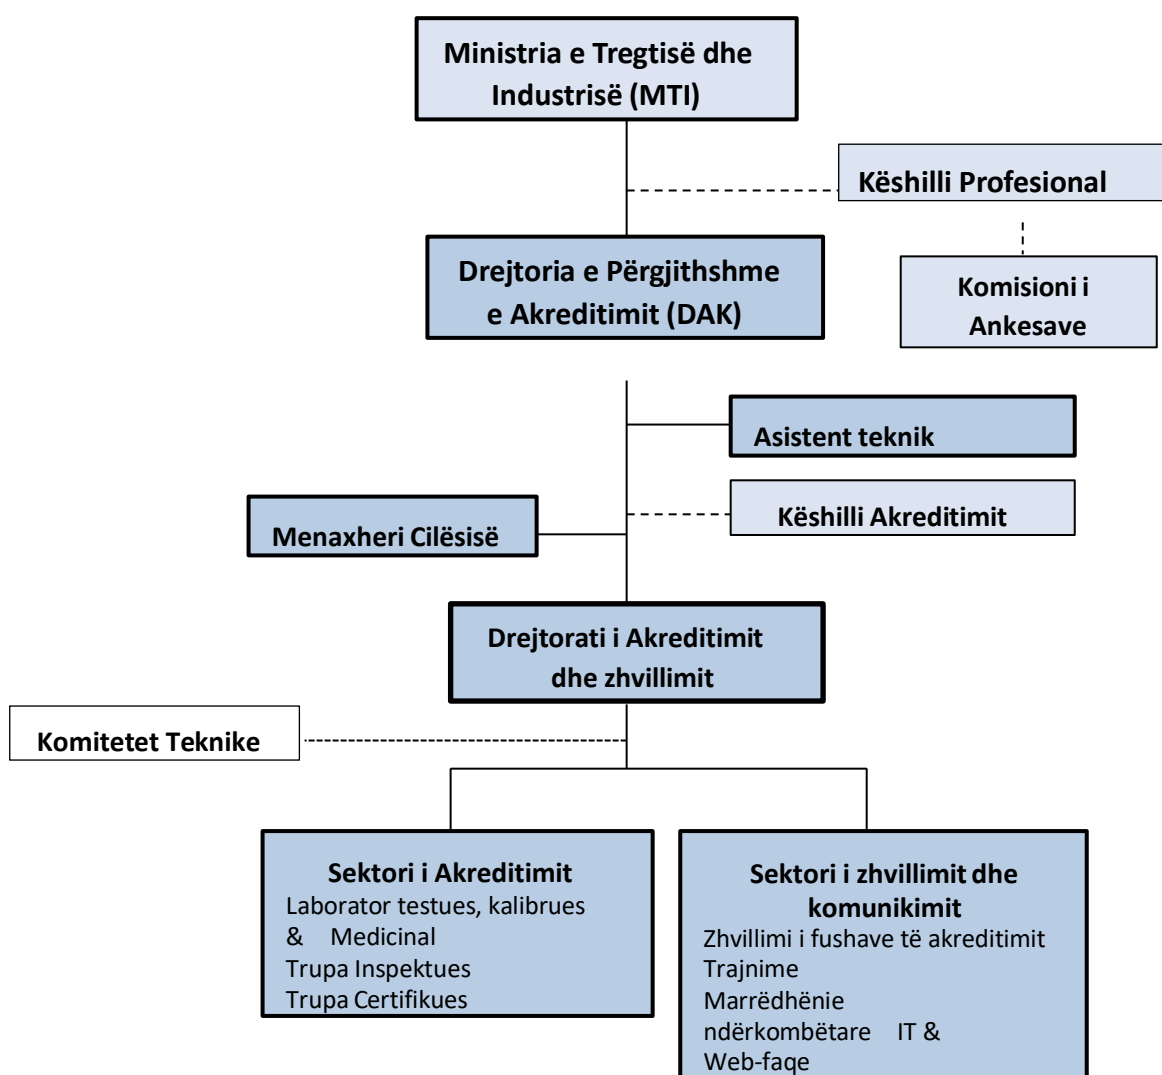 Ministria e Tregtisë dhe
Industrisë (MTI)
Këshilli Profesional
Drejtoria e Përgjithshme
e Akreditimit (DAK)
Komisioni i
Ankesave
Asistent teknik
Këshilli Akreditimit
Menaxheri Cilësisë
Drejtorati i Akreditimit
dhe zhvillimit
Komitetet Teknike
Sektori i Akreditimit
Laborator testues, kalibrues
& Medicinal
Trupa Inspektues
Trupa Certifikues
Sektori i zhvillimit dhe
komunikimit
Zhvillimi i fushave të akreditimit
Trajnime
Marrëdhënie
ndërkombëtare IT &
Web-faqe